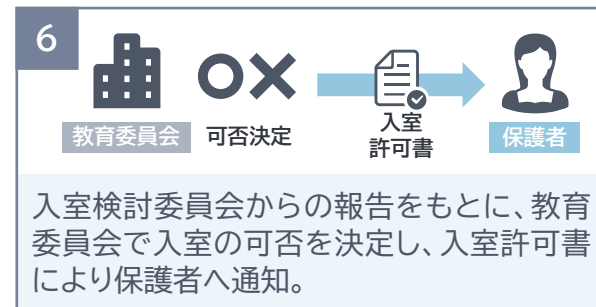 6
教育委員会
可否決定
入室
許可書
保護者
入室検討委員会からの報告をもとに、教育
委員会で入室の可否を決定し、入室許可書
により保護者へ通知。